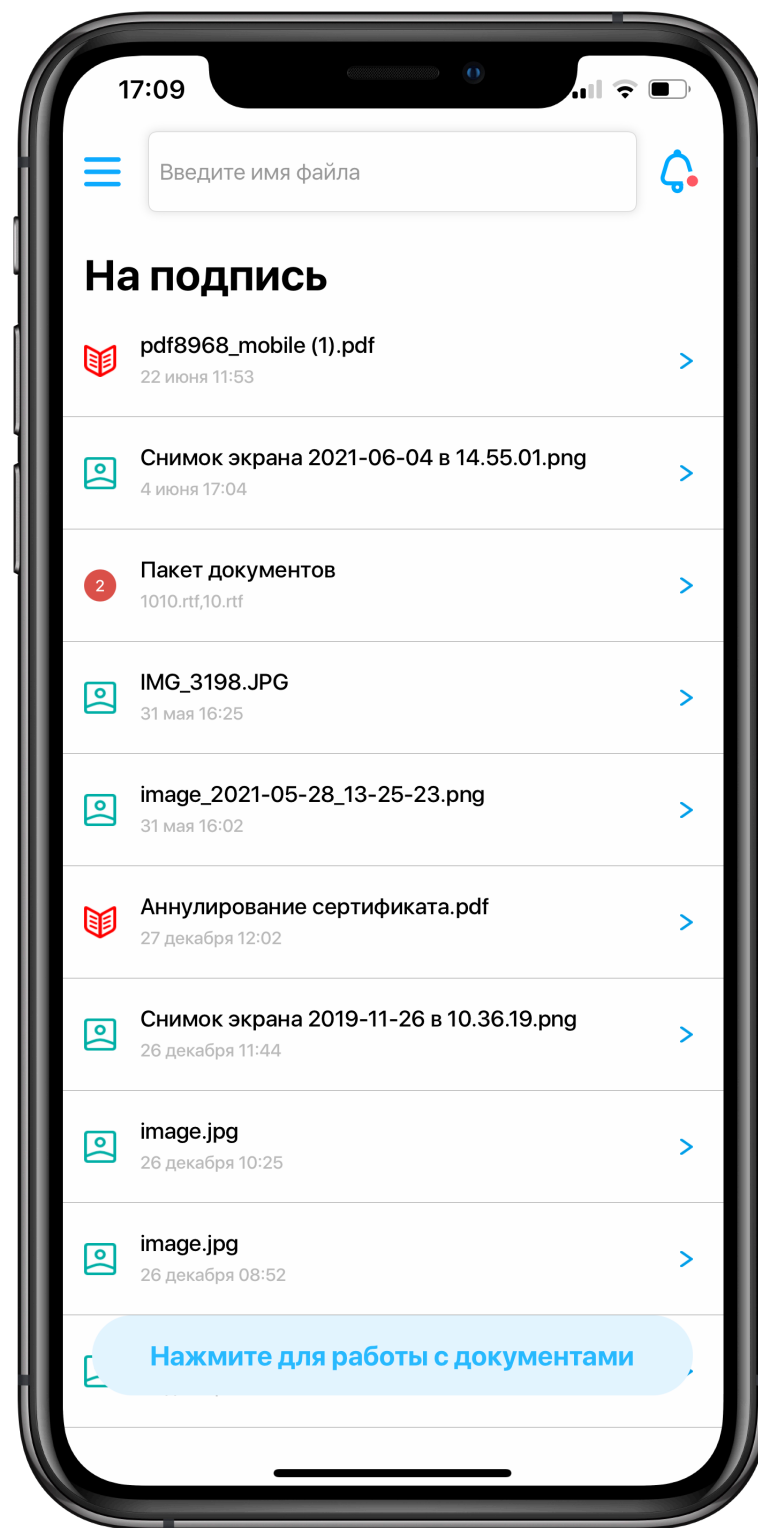 17:09
Введите имя файла
На подпись
pdf8968_mobile (1).pdf
22 июня 11:53
Снимок экрана 2021-06-04 в 14.55.01.png
4 июня 17:04
2
Пакет документов
1010.rtf,10.rtf
IMG_3198.JPG
31 мая 16:25
image_2021-05-28_13-25-23.png
31 мая 16:02
Аннулирование сертификата.pdf
27 декабря 12:02
Снимок экрана 2019-11-26 в 10.36.19.png
26 декабря 11:44
image.jpg
26 декабря 10:25
image.jpg
26 декабря 08:52
Нажмите для работы с документами